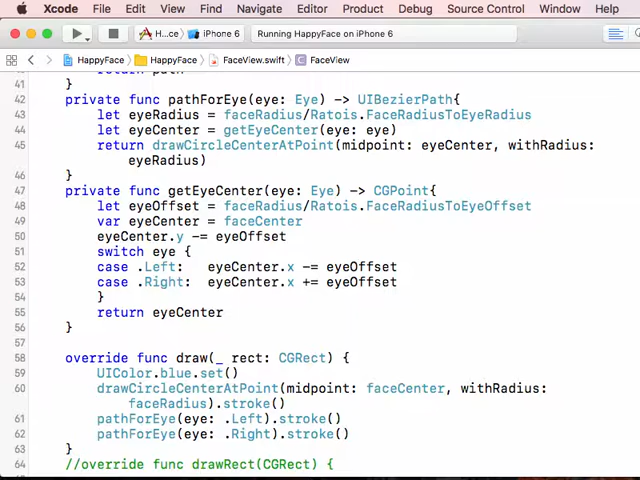 Xcode File Edit View Find Navigate Editor Product Debug Source Control Window Help
H...ce iPhone 6 Running HappyFace on iPhone 6
HappyFace HappyFace FaceView.swift C FaceView
41 }
42 private func pathForEye(eye: Eye) -> UIBezierPath{
43 let eyeRadius = faceRadius/Ratois.FaceRadiusToEyeRadius
44 let eyeCenter = getEyeCenter(eye: eye)
45 return drawCircleCenterAtPoint(midpoint: eyeCenter, withRadius:
eyeRadius)
46 }
47 private func getEyeCenter(eye: Eye) -> CGPoint{
48 let eyeOffset = faceRadius/Ratois.FaceRadiusToEyeOffset
49 var eyeCenter = faceCenter
50 eyeCenter.y -= eyeOffset
51 switch eye {
52 case .Left: eyeCenter.x -= eyeOffset
53 case .Right: eyeCenter.x += eyeOffset
54 }
55 return eyeCenter
56 }
57
58 override func draw(_ rect: CGRect) {
59 UIColor.blue.set()
60 drawCircleCenterAtPoint(midpoint: faceCenter, withRadius:
faceRadius).stroke()
61 pathForEye(eye: .Left).stroke()
62 pathForEye(eye: .Right).stroke()
63 }
64 //override func drawRect(CGRect) {